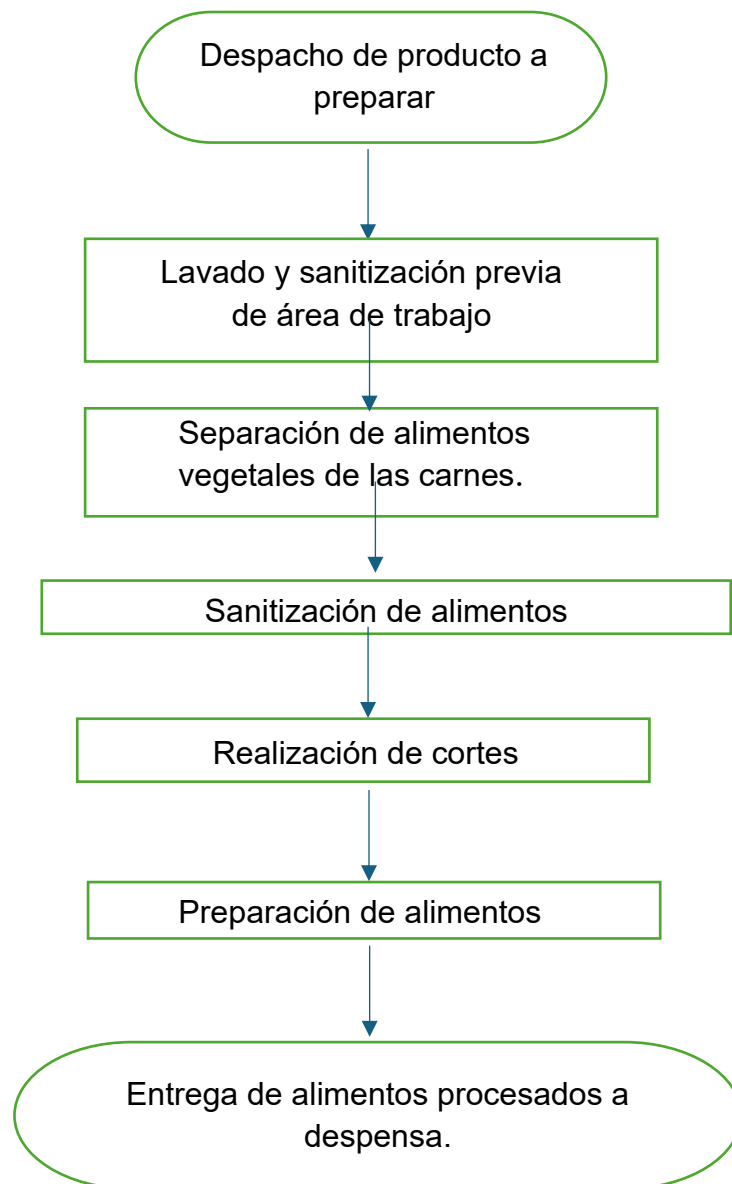 Despacho de producto a
preparar
Lavado y sanitización previa
de área de trabajo
Separación de alimentos
vegetales de las carnes.
Sanitización de alimentos
Realización de cortes
Preparación de alimentos
Entrega de alimentos procesados a
despensa.